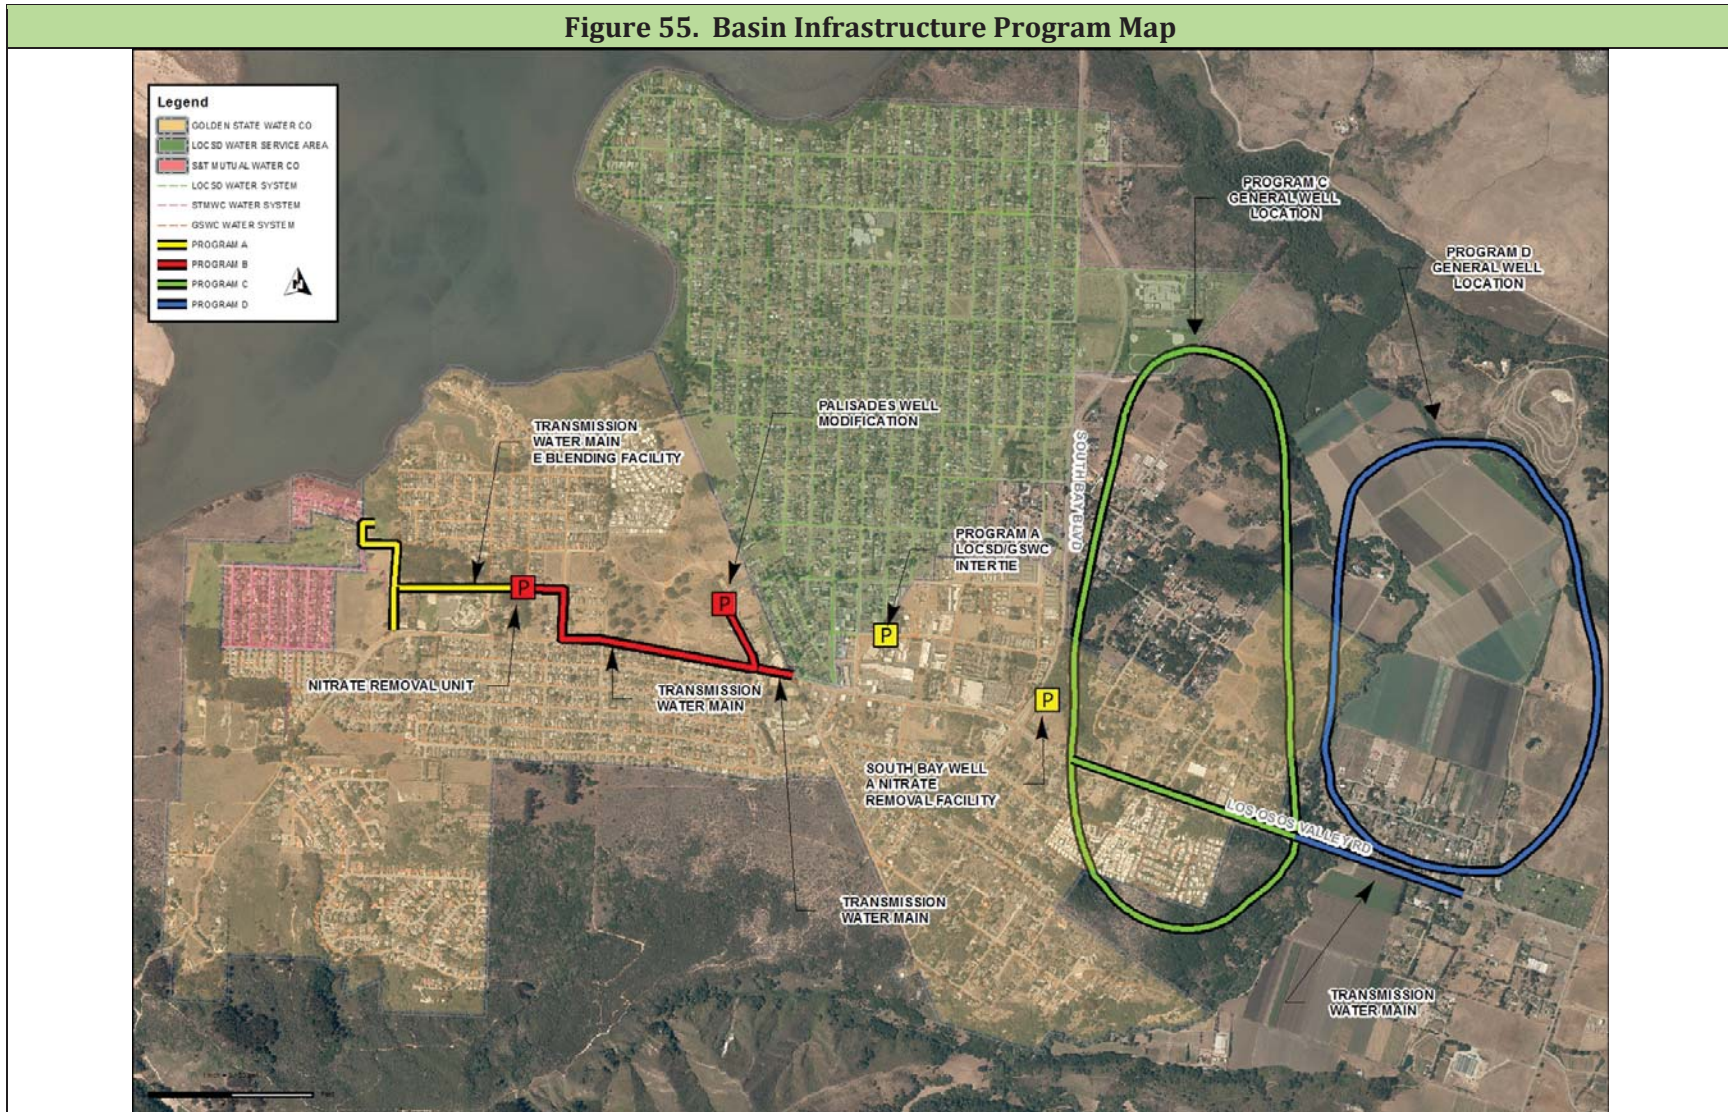 Figure 55.  Basin Infrastructure Program Map
Legend
GOLDEN STATE WATER CO
LOCSD WATER SERVICE AREA
S&T MUTUAL WATER CO
LOCSD WATER SYSTEM
STMWC WATER SYSTEM
GSWC WATER SYSTEM
PROGRAM A
PROGRAM B
PROGRAM C
PROGRAM D
N
PROGRAM C
GENERAL WELL
LOCATION
PROGRAM D
GENERAL WELL
LOCATION
PALISADES WELL
MODIFICATION
TRANSMISSION
WATER MAIN
E BLENDING FACILITY
SOUTH BAY BLVD
PROGRAM A
LOCSD/GSWC
INTERTIE
P
P
P
P
NITRATE REMOVAL UNIT
TRANSMISSION
WATER MAIN
SOUTH BAY WELL
A NITRATE
REMOVAL FACILITY
LOS OSOS VALLEY RD
TRANSMISSION
WATER MAIN
TRANSMISSION
WATER MAIN